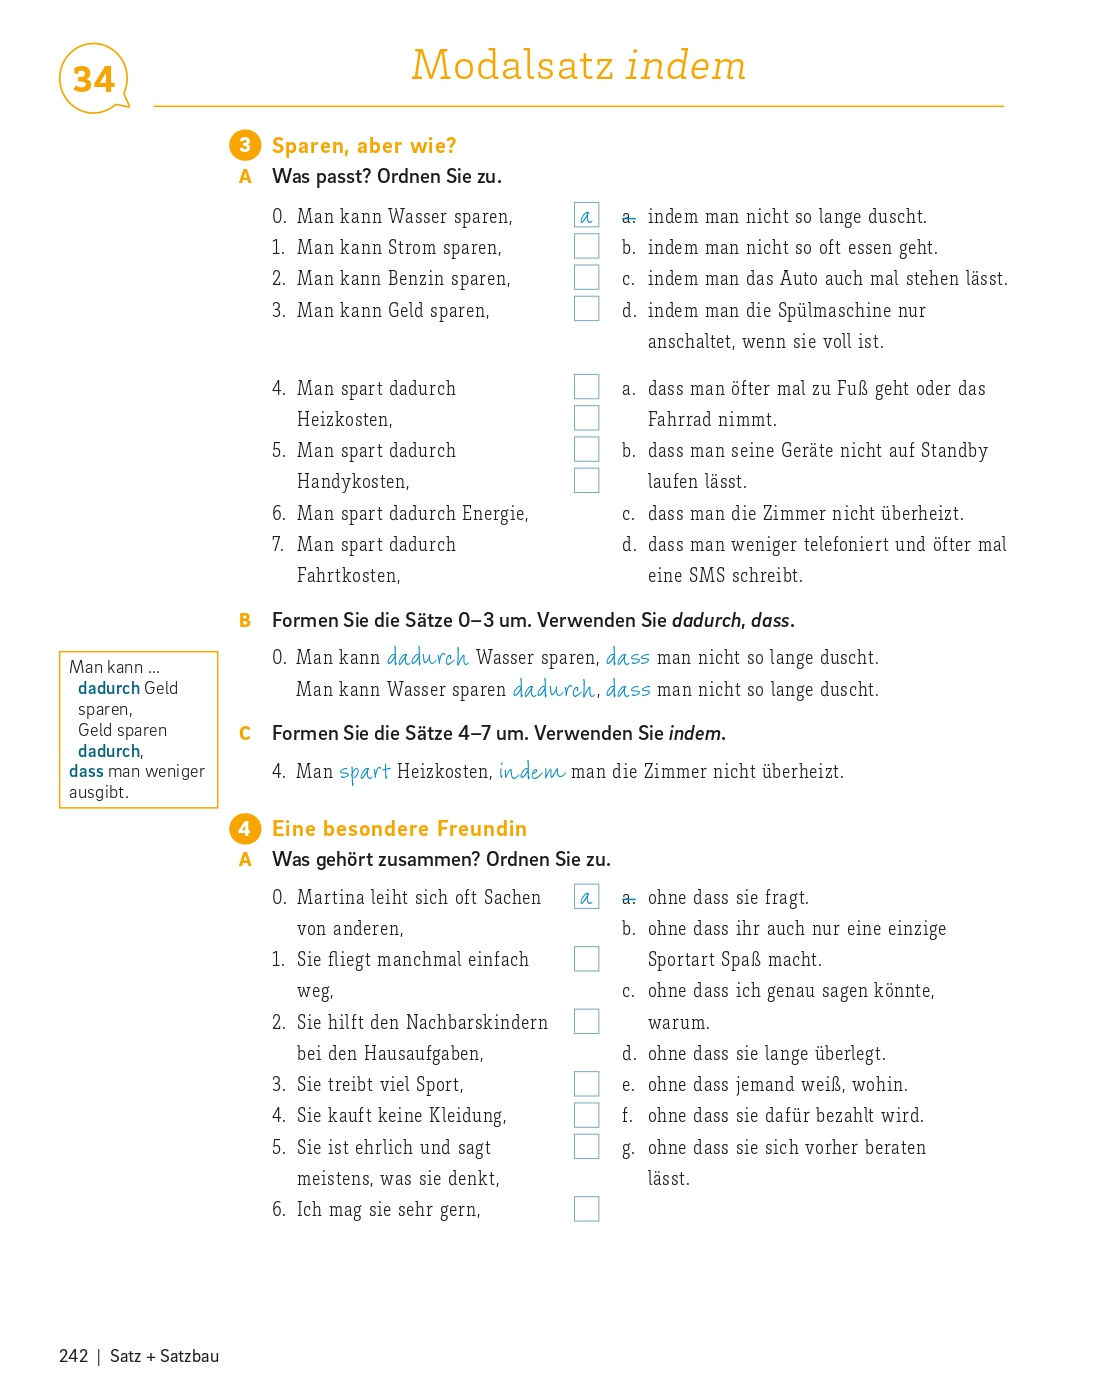 34
Modalsatz indem
3 Sparen, aber wie?
A Was passt? Ordnen Sie zu.
0. Man kann Wasser sparen, a a. indem man nicht so lange duscht.
1. Man kann Strom sparen, b. indem man nicht so oft essen geht.
2. Man kann Benzin sparen, c. indem man das Auto auch mal stehen lässt.
3. Man kann Geld sparen, d. indem man die Spülmaschine nur
anschaltet, wenn sie voll ist.
4. Man spart dadurch a. dass man öfter mal zu Fuß geht oder das
Heizkosten, Fahrrad nimmt.
5. Man spart dadurch b. dass man seine Geräte nicht auf Standby
Handykosten, laufen lässt.
6. Man spart dadurch Energie, c. dass man die Zimmer nicht überheizt.
7. Man spart dadurch d. dass man weniger telefoniert und öfter mal
Fahrtkosten, eine SMS schreibt.
B Formen Sie die Sätze 0–3 um. Verwenden Sie dadurch, dass.
0. Man kann dadurch Wasser sparen, dass man nicht so lange duscht.
Man kann Wasser sparen dadurch, dass man nicht so lange duscht.
Man kann ...
dadurch Geld
sparen,
Geld sparen
dadurch,
dass man weniger
ausgibt.
C Formen Sie die Sätze 4–7 um. Verwenden Sie indem.
4. Man spart Heizkosten, indem man die Zimmer nicht überheizt.
4 Eine besondere Freundin
A Was gehört zusammen? Ordnen Sie zu.
0. Martina leiht sich oft Sachen a a. ohne dass sie fragt.
von anderen, b. ohne dass ihr auch nur eine einzige
1. Sie fliegt manchmal einfach Sportart Spaß macht.
weg, c. ohne dass ich genau sagen könnte,
2. Sie hilft den Nachbarskindern warum.
bei den Hausaufgaben, d. ohne dass sie lange überlegt.
3. Sie treibt viel Sport, e. ohne dass jemand weiß, wohin.
4. Sie kauft keine Kleidung, f. ohne dass sie dafür bezahlt wird.
5. Sie ist ehrlich und sagt g. ohne dass sie sich vorher beraten
meistens, was sie denkt, lässt.
6. Ich mag sie sehr gern,
242 | Satz + Satzbau